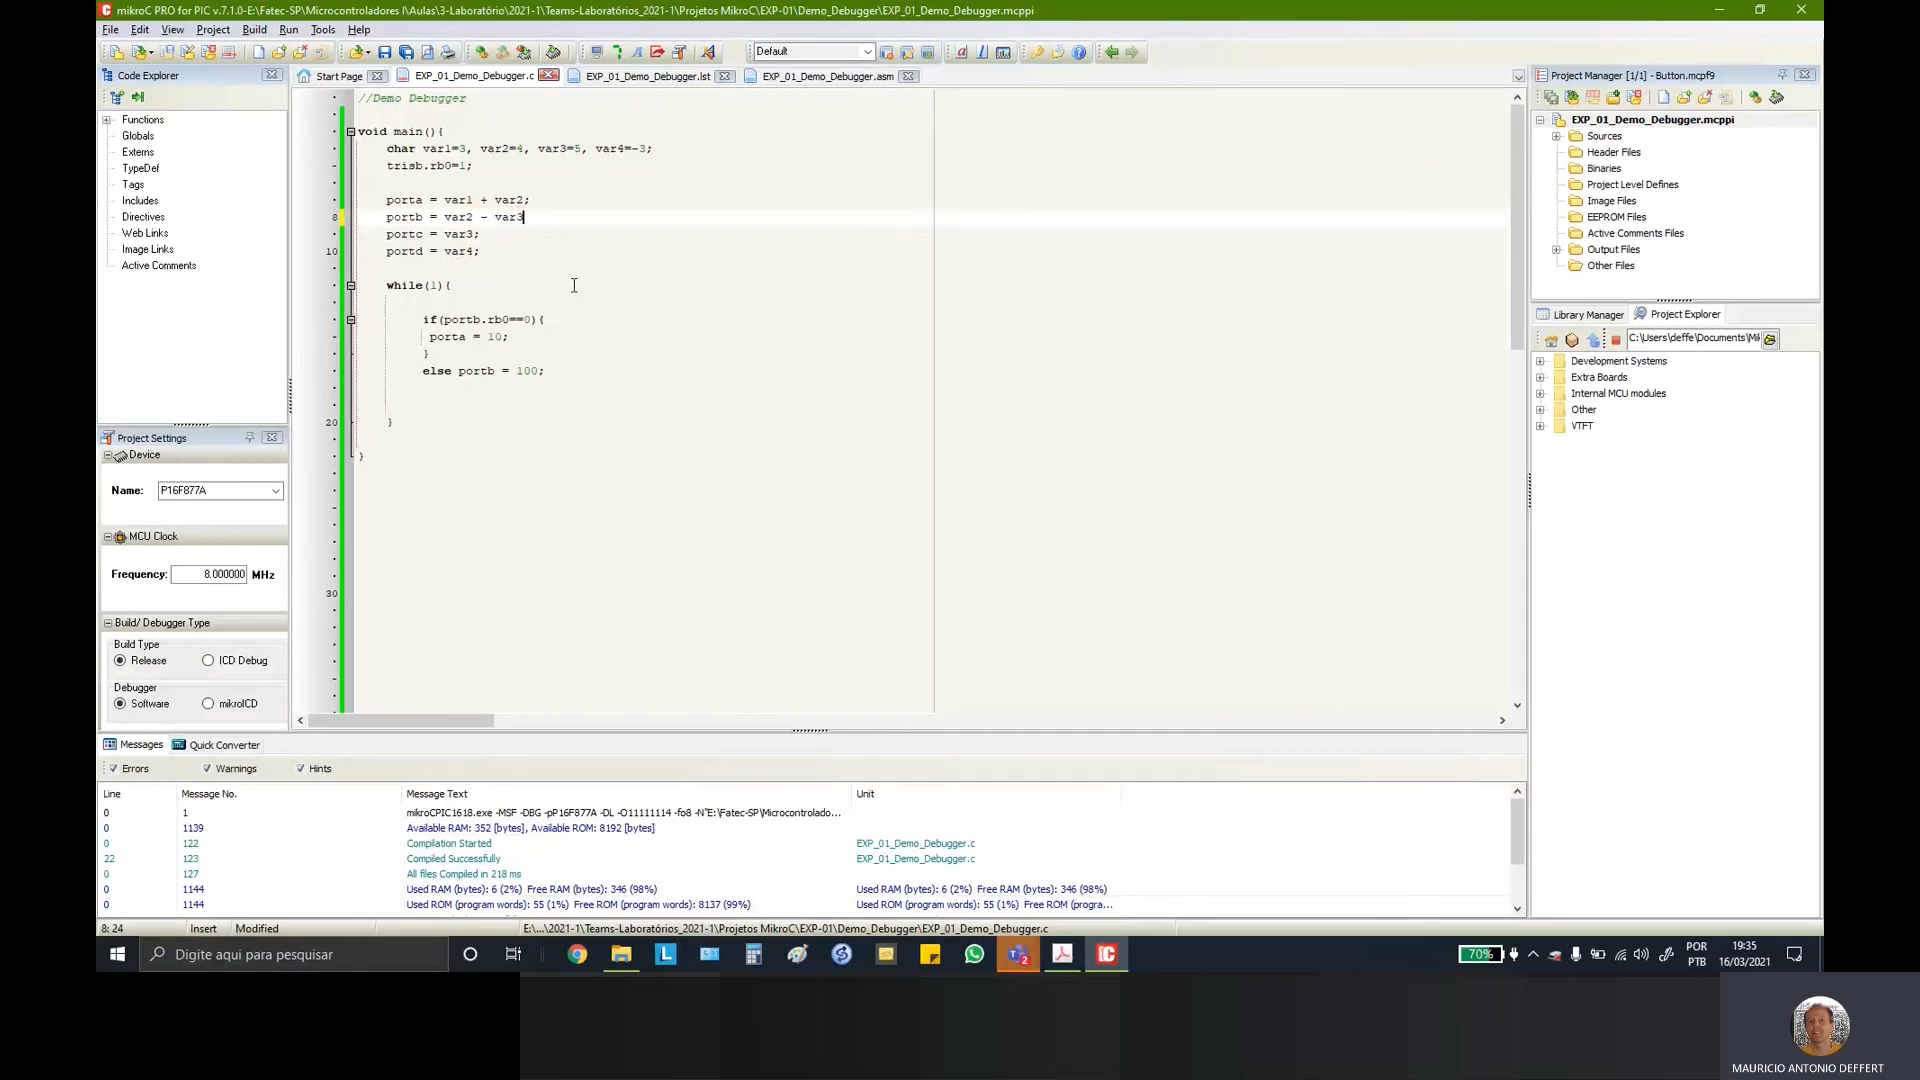 mikroC PRO for PIC v.7.1.0-E:\Fatec-SP\Microcontroladores I\Aulas\3-Laboratório\2021-1\Teams-Laboratórios_2021-1\Projetos MikroC\EXP-01\Demo_Debugger\EXP_01_Demo_Debugger.mcppi
File Edit View Project Build Run Tools Help
Default
Code Explorer
Start Page EXP_01_Demo_Debugger.c EXP_01_Demo_Debugger.lst EXP_01_Demo_Debugger.asm
Project Manager [1/1] - Button.mcpf9
Functions
Globals
Externs
TypeDef
Tags
Includes
Directives
Web Links
Image Links
Active Comments
//Demo Debugger
void main(){
char var1=3, var2=4, var3=5, var4=-3;
trisb.rb0=1;
porta = var1 + var2;
8 portb = var2 - var3
portc = var3;
10 portd = var4;
while(1){
if(portb.rb0==0){
porta = 10;
}
else portb = 100;
20 }
}
30
EXP_01_Demo_Debugger.mcppi
Sources
Header Files
Binaries
Project Level Defines
Image Files
EEPROM Files
Active Comments Files
Output Files
Other Files
Library Manager Project Explorer
C:\Users\deffe\Documents\Mi
Development Systems
Extra Boards
Internal MCU modules
Other
VTFT
Project Settings
Device
Name: P16F877A
MCU Clock
Frequency: 8.000000 MHz
Build/ Debugger Type
Build Type
Release ICD Debug
Debugger
Software mikroICD
Messages Quick Converter
Errors Warnings Hints
Line Message No. Message Text Unit
0 1 mikroCPIC1618.exe -MSF -DBG -pP16F877A -DL -O11111114 -fo8 -N"E:\Fatec-SP\Microcontrolado...
0 1139 Available RAM: 352 [bytes], Available ROM: 8192 [bytes]
0 122 Compilation Started EXP_01_Demo_Debugger.c
22 123 Compiled Successfully EXP_01_Demo_Debugger.c
0 127 All files Compiled in 218 ms
0 1144 Used RAM (bytes): 6 (2%) Free RAM (bytes): 346 (98%) Used RAM (bytes): 6 (2%) Free RAM (bytes): 346 (98%)
0 1144 Used ROM (program words): 55 (1%) Free ROM (program words): 8137 (99%) Used ROM (program words): 55 (1%) Free ROM (progra...
8: 24 Insert Modified E:\...\2021-1\Teams-Laboratórios_2021-1\Projetos MikroC\EXP-01\Demo_Debugger\EXP_01_Demo_Debugger.c
Digite aqui para pesquisar
70%
POR
PTB
19:35
16/03/2021
MAURICIO ANTONIO DEFFERT